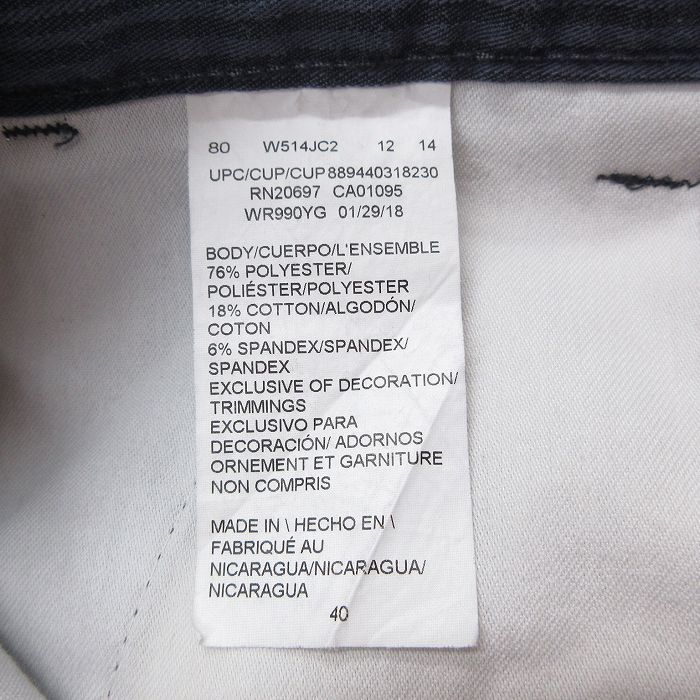 80 W514JC2 12 14
UPC/CUP/CUP889440318230
RN20697 CA01095
WR990YG 01/29/18
BODY/CUERPO/L'ENSEMBLE
76% POLYESTER/
POLIÉSTER/POLYESTER
18% COTTON/ALGODÓN/
COTON
6% SPANDEX/SPANDEX/
SPANDEX
EXCLUSIVE OF DECORATION/
TRIMMINGS
EXCLUSIVO PARA
DECORACIÓN/ ADORNOS
ORNEMENT ET GARNITURE
NON COMPRIS
MADE IN \ HECHO EN \
FABRIQUÉ AU
NICARAGUA/NICARAGUA/
NICARAGUA
40